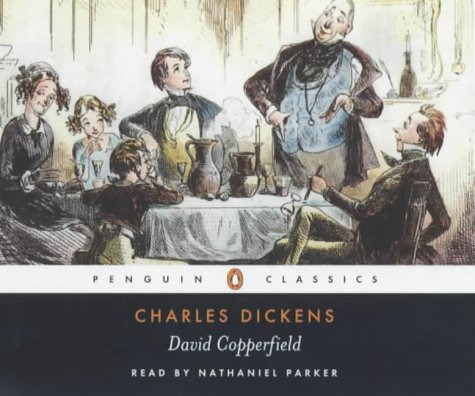 PENGUIN CLASSICS
CHARLES DICKENS
David Copperfield
READ BY NATHANIEL PARKER